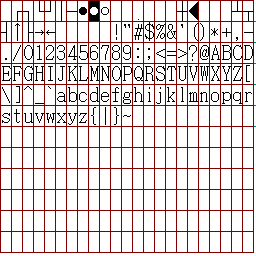 ┤┐┌┘│├●◘○┼◄┴┬
┤↑├→← !"#$%&'()*+,-
./0123456789:;<=>?@ABCD
EFGHIJKLMNOPQRSTUVWXYZ[
\]^_`abcdefghijklmnopqr
stuvwxyz{|}~